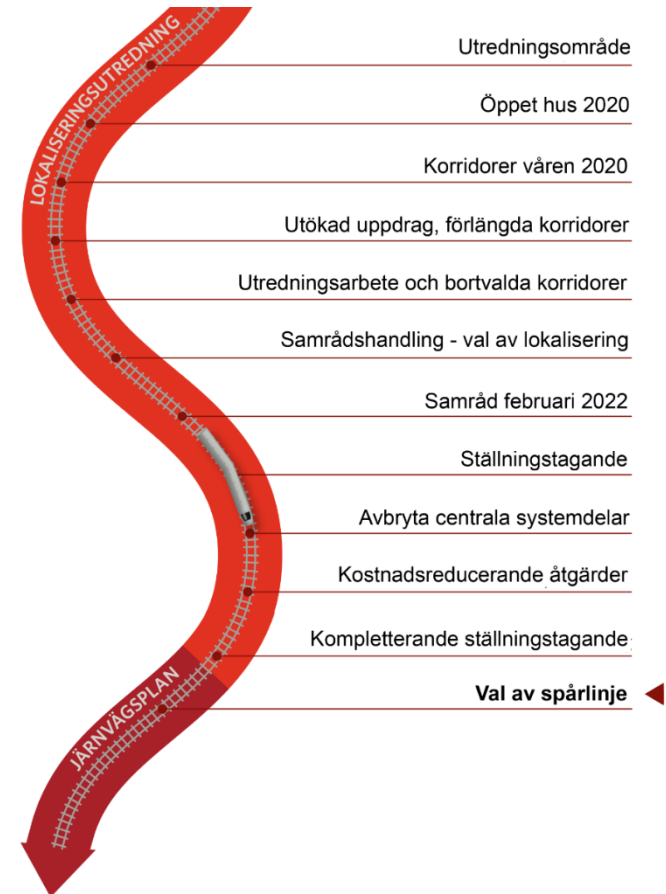 LOKALISERINGSUTREDNING
Utredningsområde
Öppet hus 2020
Korridorer våren 2020
Utökad uppdrag, förlängda korridorer
Utredningsarbete och bortvalda korridorer
Samrådshandling - val av lokalisering
Samråd februari 2022
Ställningstagande
Avbryta centrala systemdelar
Kostnadsreducerande åtgärder
Kompletterande ställningstagande
Val av spårlinje
JÄRNVÄGSPLAN